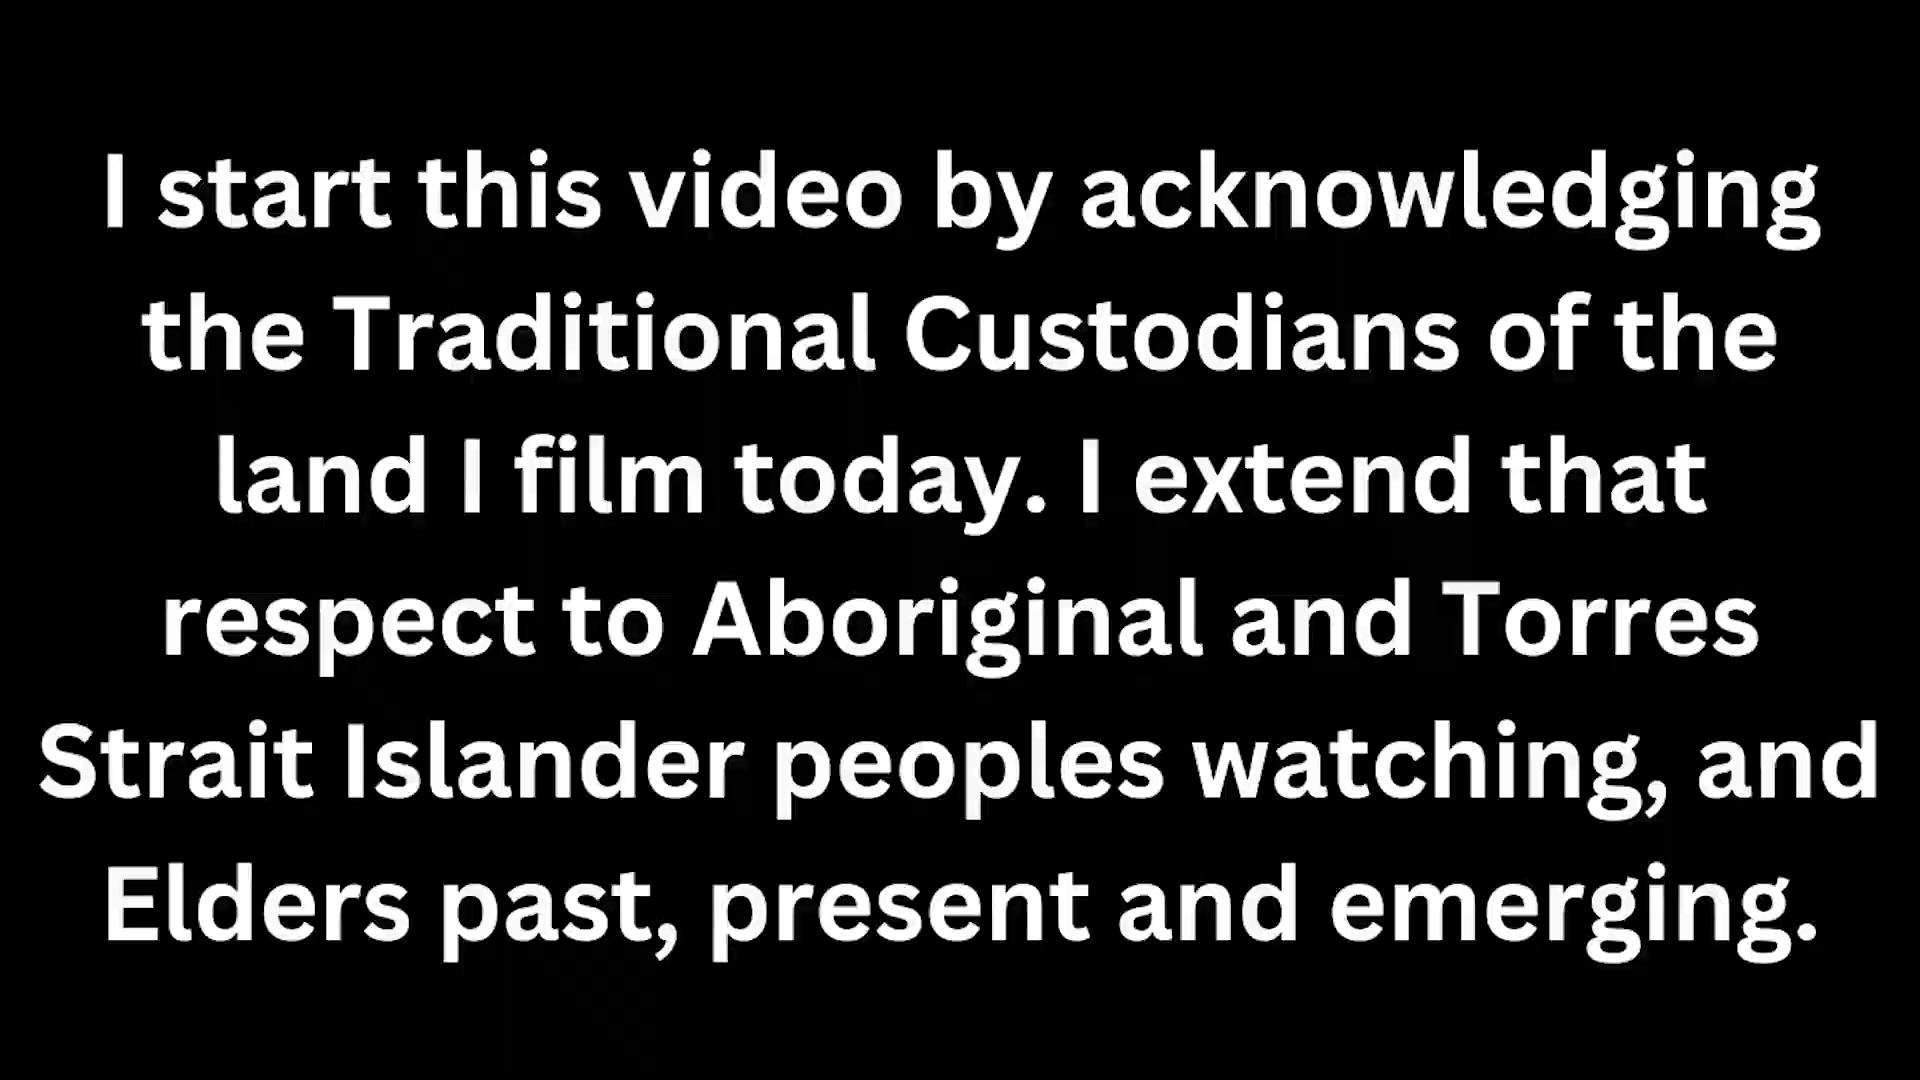 I start this video by acknowledging
the Traditional Custodians of the
land I film today. I extend that
respect to Aboriginal and Torres
Strait Islander peoples watching, and
Elders past, present and emerging.